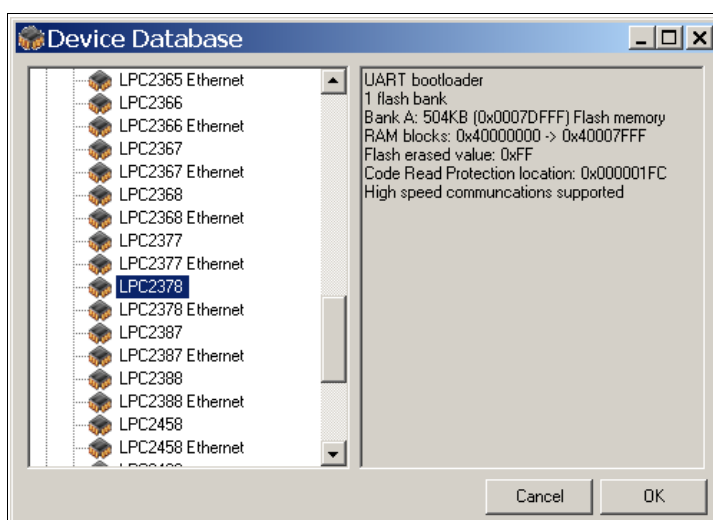 Device Database
LPC2365 Ethernet
LPC2366
LPC2366 Ethernet
LPC2367
LPC2367 Ethernet
LPC2368
LPC2368 Ethernet
LPC2377
LPC2377 Ethernet
LPC2378
LPC2378 Ethernet
LPC2387
LPC2387 Ethernet
LPC2388
LPC2388 Ethernet
LPC2458
LPC2458 Ethernet
UART bootloader
1 flash bank
Bank A: 504KB (0x0007DFFF) Flash memory
RAM blocks: 0x40000000 -> 0x40007FFF
Flash erased value: 0xFF
Code Read Protection location: 0x000001FC
High speed communcations supported
Cancel
OK